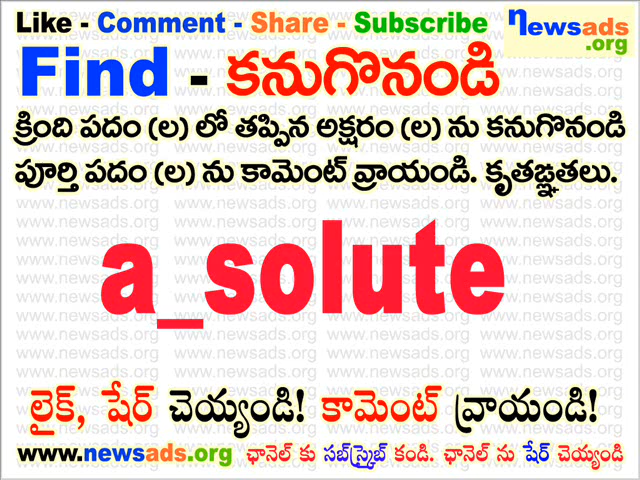 Like - Comment - Share - Subscribe
newsads
.org
Find - కనుగొనండి
క్రింది పదం (ల) లో తప్పిన అక్షరం (ల) ను కనుగొనండి
పూర్తి పదం (ల) ను కామెంట్ వ్రాయండి. కృతజ్ఞతలు.
a_solute
లైక్, షేర్ చెయ్యండి! కామెంట్ వ్రాయండి!
www.newsads.org ఛానెల్ కు సబ్‌స్క్రైబ్ కండి. ఛానెల్ ను షేర్ చెయ్యండి